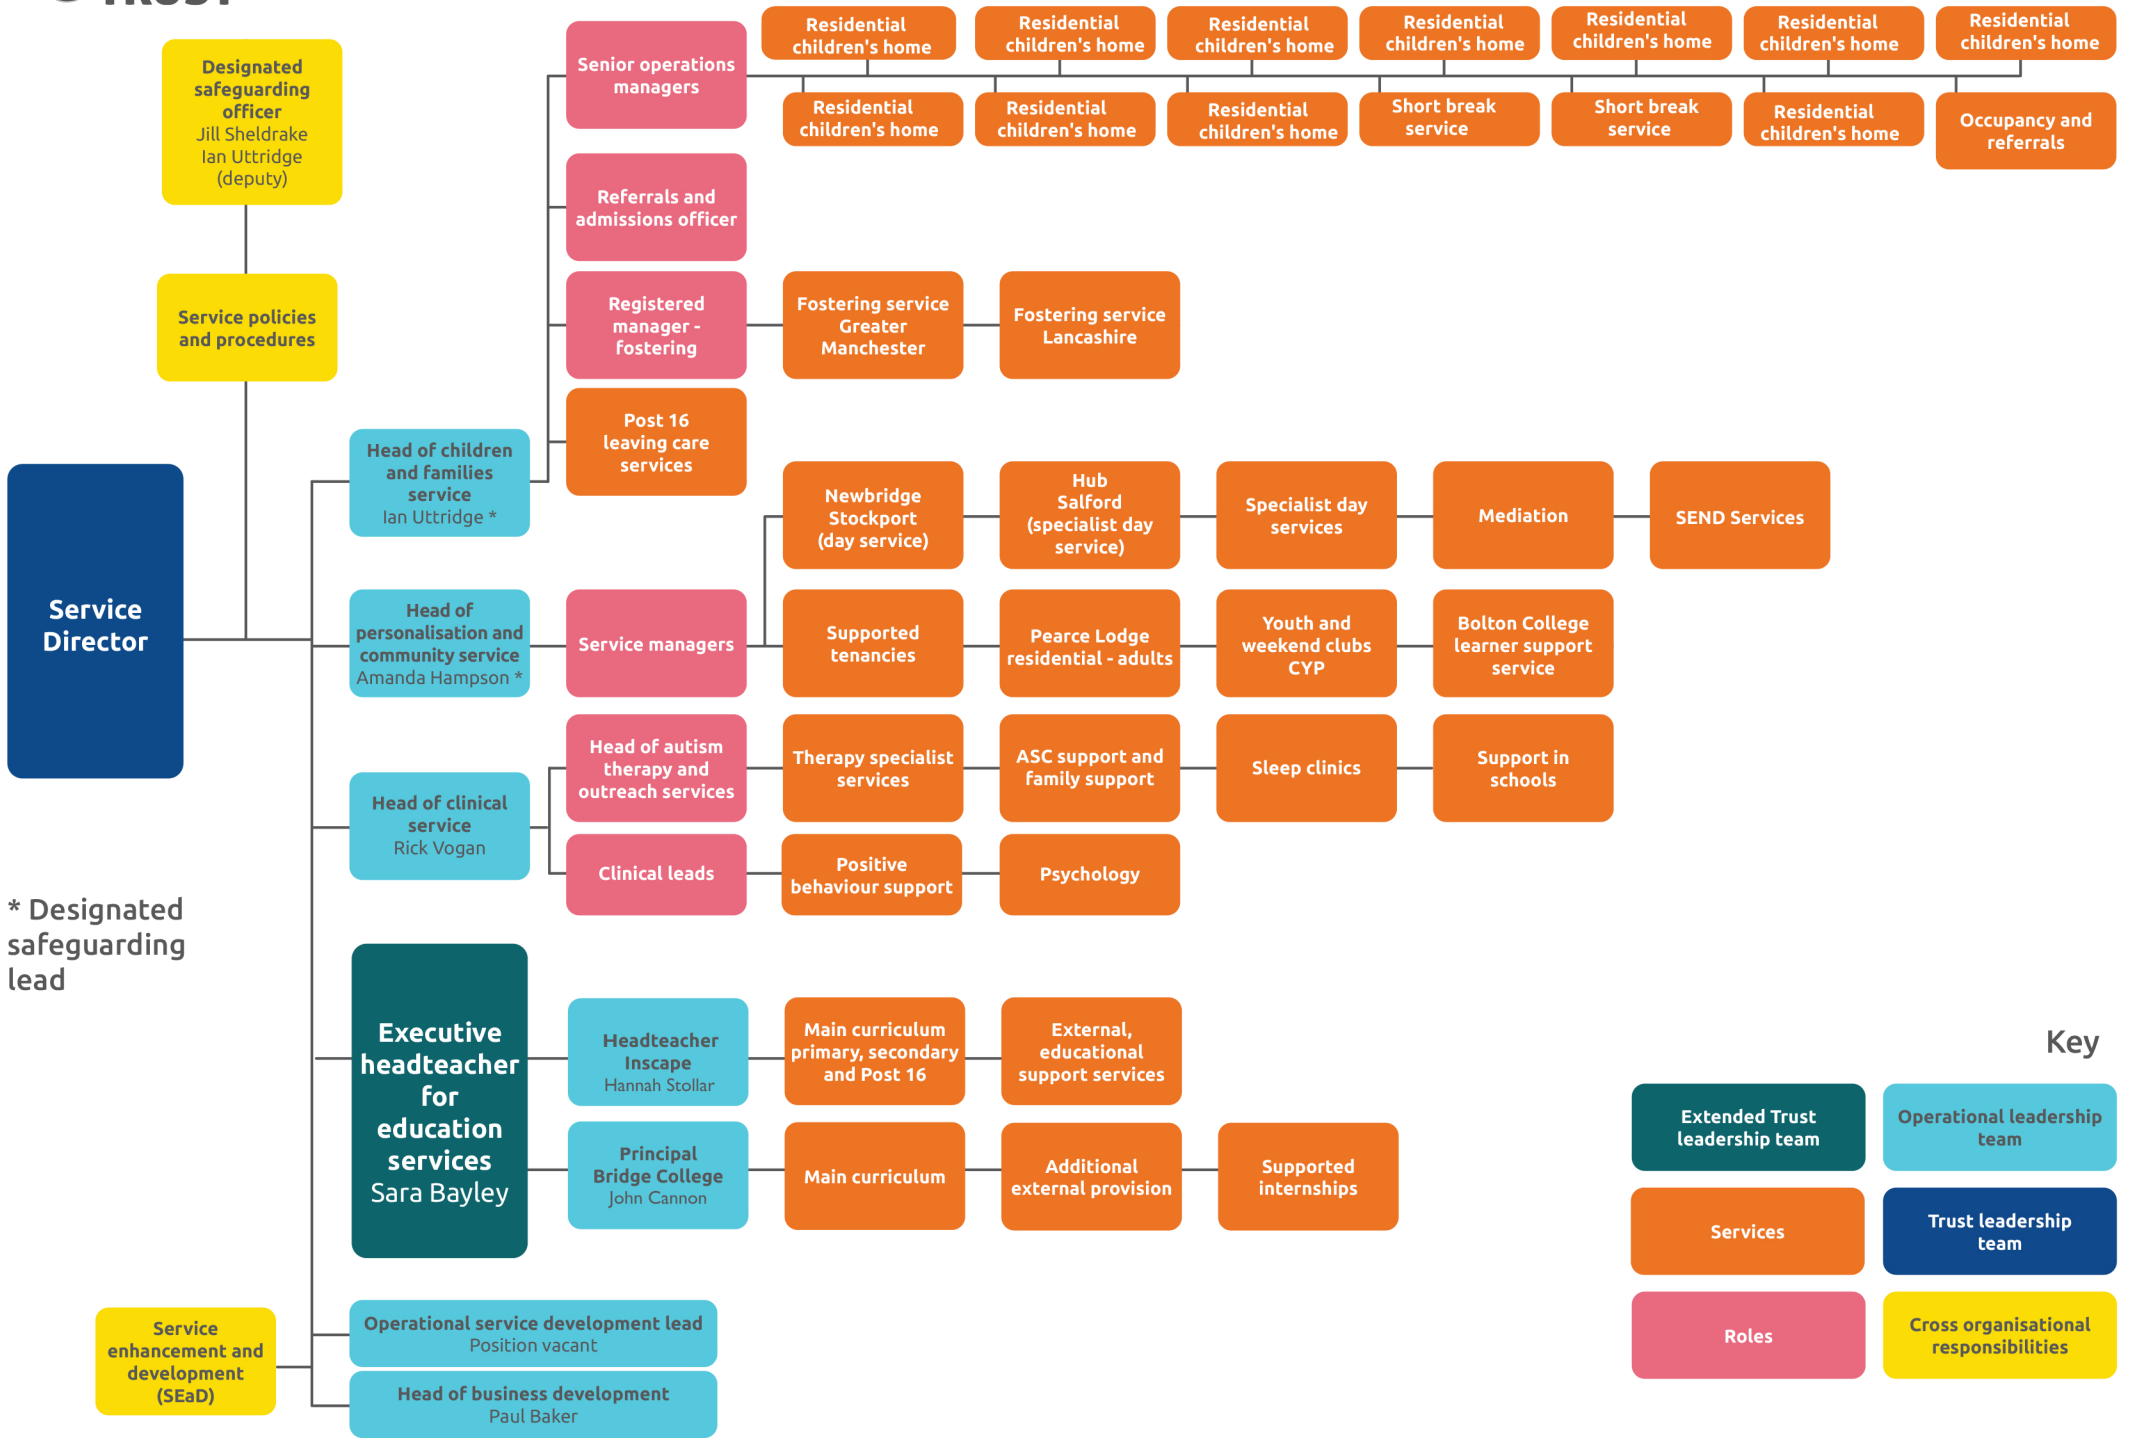 TRUST
Designated
safeguarding
officer
Jill Sheldrake
Ian Uttridge
(deputy)
Service policies
and procedures
Service
Director
* Designated
safeguarding
lead
Service
enhancement and
development
(SEaD)
Head of children
and families
service
Ian Uttridge *
Senior operations
managers
Residential
children's home
Residential
children's home
Residential
children's home
Residential
children's home
Residential
children's home
Residential
children's home
Residential
children's home
Residential
children's home
Residential
children's home
Residential
children's home
Short break
service
Short break
service
Residential
children's home
Occupancy and
referrals
Referrals and
admissions officer
Registered
manager -
fostering
Fostering service
Greater
Manchester
Fostering service
Lancashire
Post 16
leaving care
services
Head of
personalisation and
community service
Amanda Hampson *
Service managers
Newbridge
Stockport
(day service)
Hub
Salford
(specialist day
service)
Specialist day
services
Mediation
SEND Services
Supported
tenancies
Pearce Lodge
residential - adults
Youth and
weekend clubs
CYP
Bolton College
learner support
service
Head of clinical
service
Rick Vogan
Head of autism
therapy and
outreach services
Therapy specialist
services
ASC support and
family support
Sleep clinics
Support in
schools
Clinical leads
Positive
behaviour support
Psychology
Executive
headteacher
for
education
services
Sara Bayley
Headteacher
Inscape
Hannah Stollar
Main curriculum
primary, secondary
and Post 16
External,
educational
support services
Principal
Bridge College
John Cannon
Main curriculum
Additional
external provision
Supported
internships
Operational service development lead
Position vacant
Head of business development
Paul Baker
Key
Extended Trust
leadership team
Operational leadership
team
Services
Trust leadership
team
Roles
Cross organisational
responsibilities